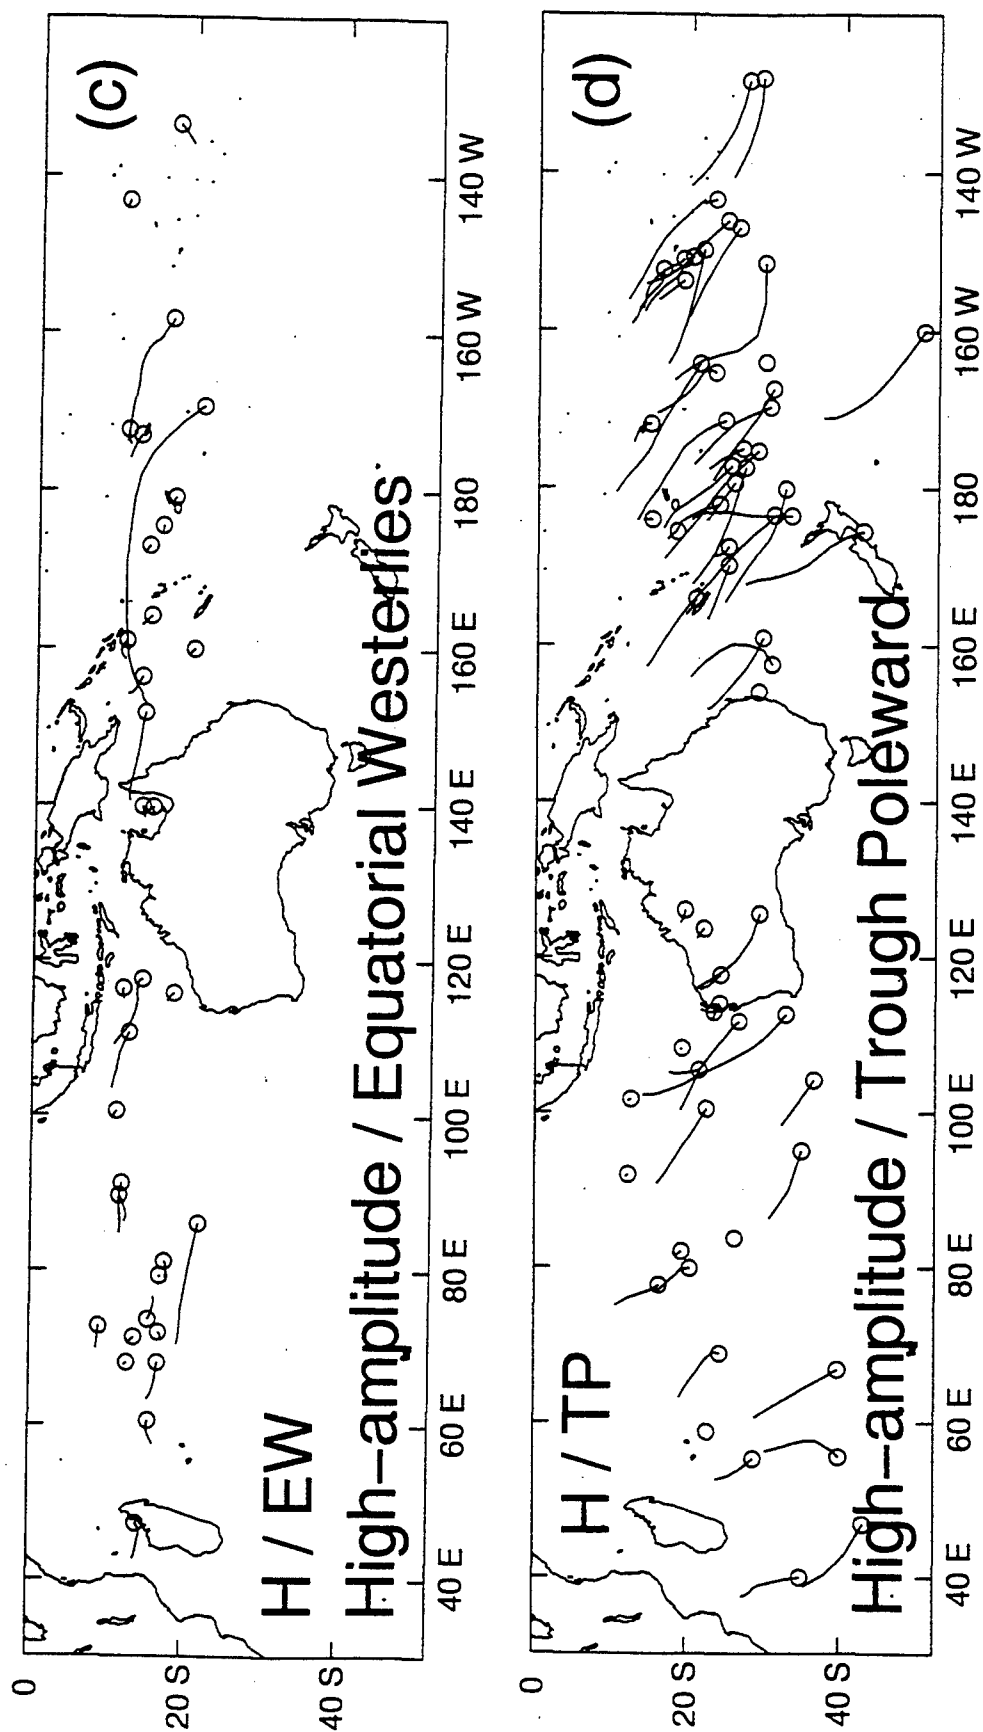 (c)
0
20 S
40 S
H / EW
High-amplitude / Equatorial Westerlies
40 E
60 E
80 E
100 E
120 E
140 E
160 E
180
160 W
140 W
(d)
0
20 S
40 S
H / TP
High-amplitude / Trough Poleward
40 E
60 E
80 E
100 E
120 E
140 E
160 E
180
160 W
140 W